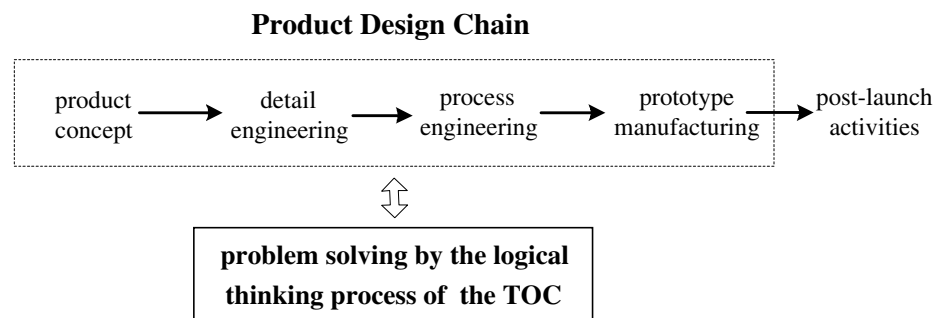 Product Design Chain
product
concept
detail
engineering
process
engineering
prototype
manufacturing
post-launch
activities
problem solving by the logical
thinking process of the TOC